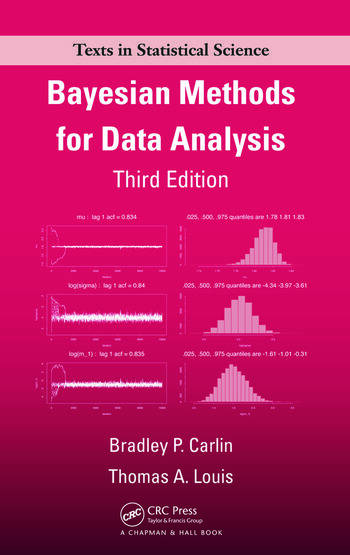 Texts in Statistical Science
Bayesian Methods
for Data Analysis
Third Edition
mu : lag 1 acf = 0.834
.025, .500, .975 quantiles are 1.78 1.81 1.83
log(sigma) : lag 1 acf = 0.84
.025, .500, .975 quantiles are -4.34 -3.97 -3.61
log(m_1) : lag 1 acf = 0.835
.025, .500, .975 quantiles are -1.61 -1.01 -0.31
Bradley P. Carlin
Thomas A. Louis
CRC
CRC Press
Taylor & Francis Group
A CHAPMAN & HALL BOOK